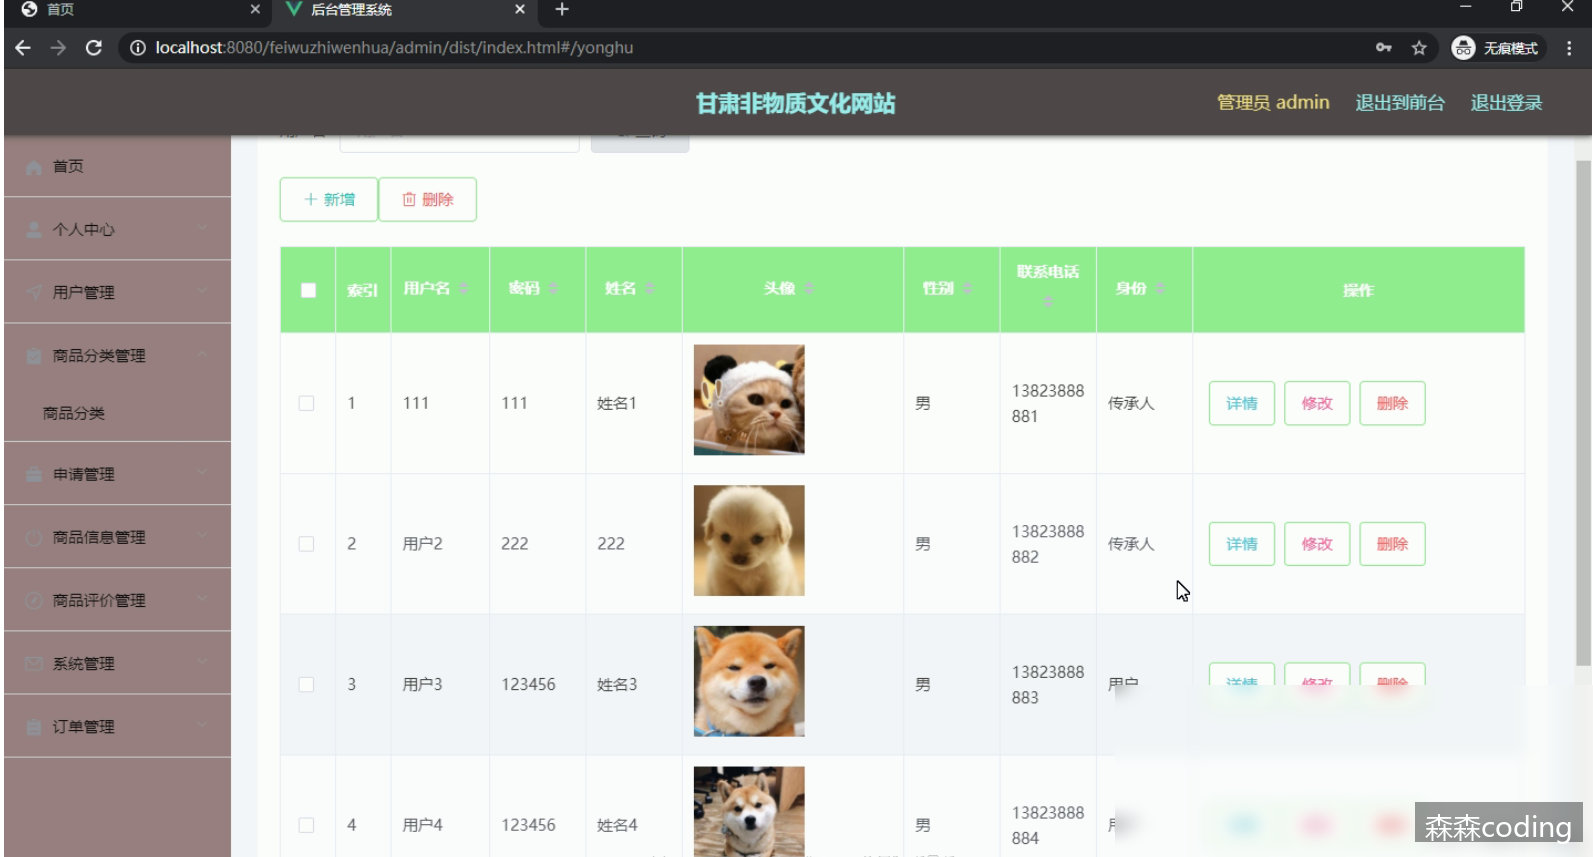 首页
后台管理系统
localhost:8080/feiwuzhiwenhua/admin/dist/index.html#/yonghu
无痕模式
甘肃非物质文化网站
管理员 admin
退出到前台
退出登录
首页
个人中心
用户管理
商品分类管理
商品分类
申请管理
商品信息管理
商品评价管理
系统管理
订单管理
新增
删除
索引 用户名 密码 姓名 头像 性别 联系电话 身份 操作
1 111 111 姓名1 男 13823888881 传承人 详情 修改 删除
2 用户2 222 222 男 13823888882 传承人 详情 修改 删除
3 用户3 123456 姓名3 男 13823888883 用户 详情 修改 删除
4 用户4 123456 姓名4 男 13823888884
森森coding